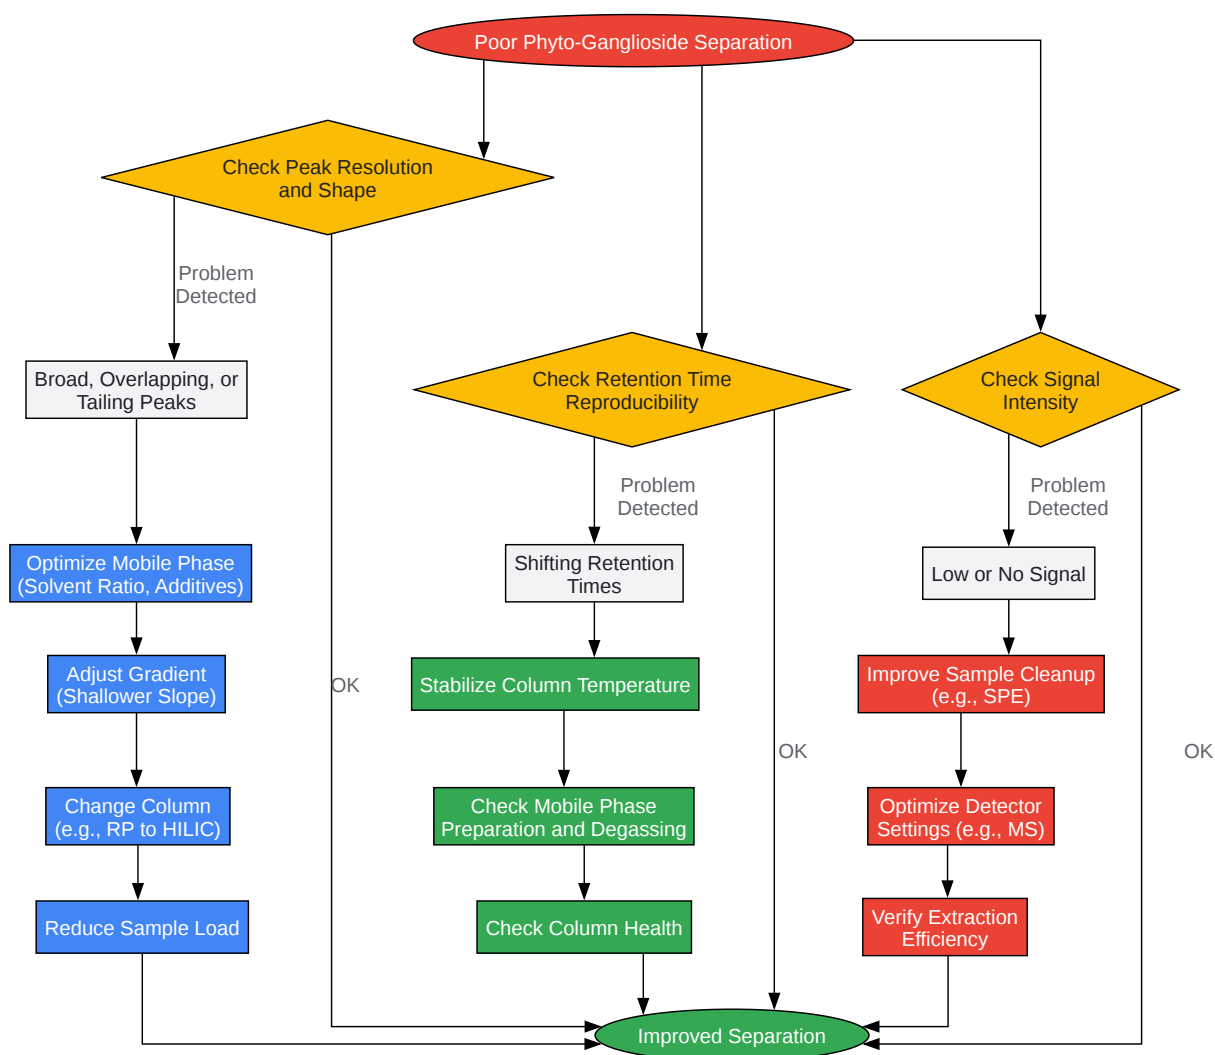 Poor Phyto-Ganglioside Separation
Check Peak Resolution
and Shape
Problem
Detected
Broad, Overlapping, or
Tailing Peaks
Check Retention Time
Reproducibility
Check Signal
Intensity
Problem
Detected
Problem
Detected
Optimize Mobile Phase
(Solvent Ratio, Additives)
Shifting Retention
Times
Low or No Signal
Adjust Gradient
(Shallower Slope)
OK
Stabilize Column Temperature
Improve Sample Cleanup
(e.g., SPE)
OK
OK
Change Column
(e.g., RP to HILIC)
Check Mobile Phase
Preparation and Degassing
Optimize Detector
Settings (e.g., MS)
Reduce Sample Load
Check Column Health
Verify Extraction
Efficiency
Improved Separation